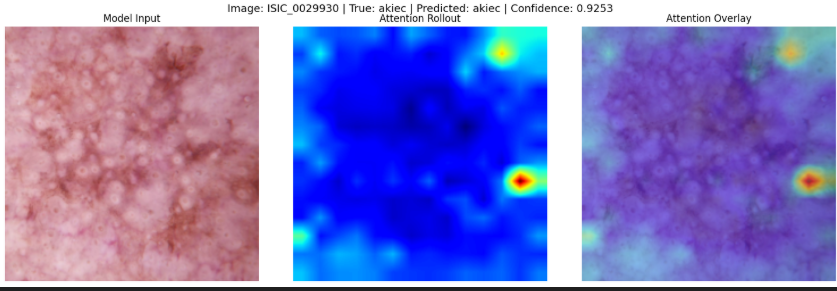 Image: ISIC_0029930 | True: akiec | Predicted: akiec | Confidence: 0.9253
Model Input
Attention Rollout
Attention Overlay